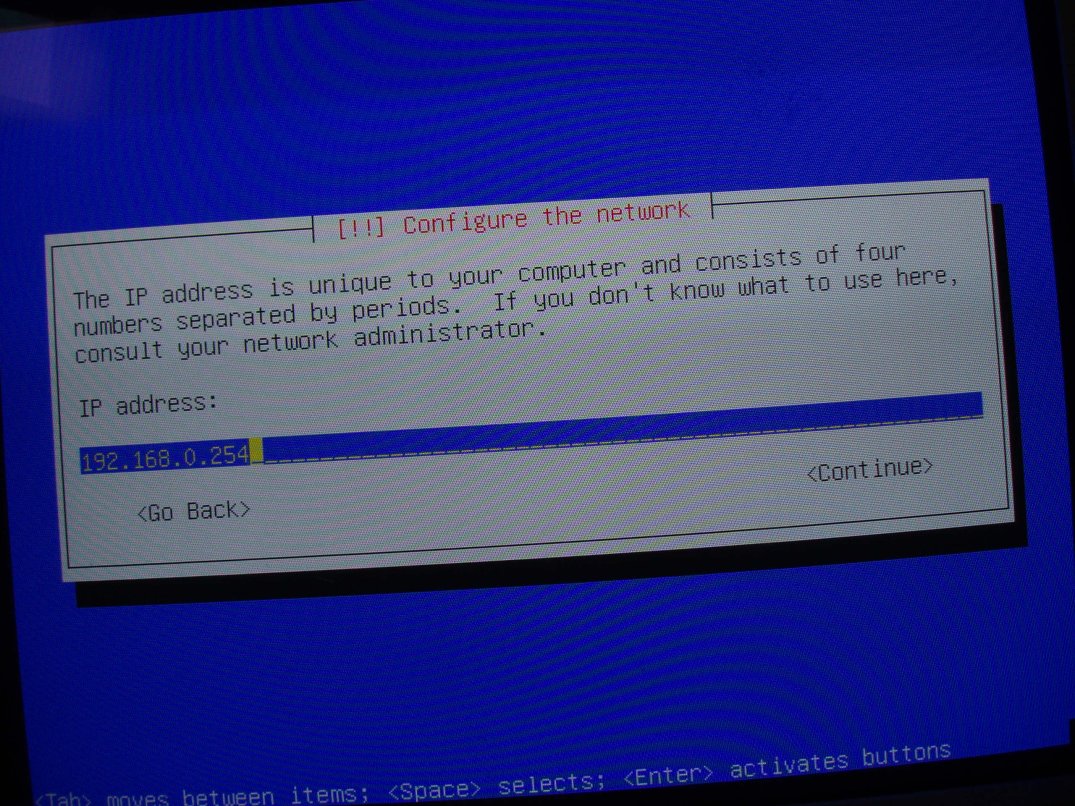 [!!] Configure the network
The IP address is unique to your computer and consists of four
numbers separated by periods.  If you don't know what to use here,
consult your network administrator.
IP address:
192.168.0.254
<Go Back> <Continue>
<Tab> moves between items; <Space> selects; <Enter> activates buttons